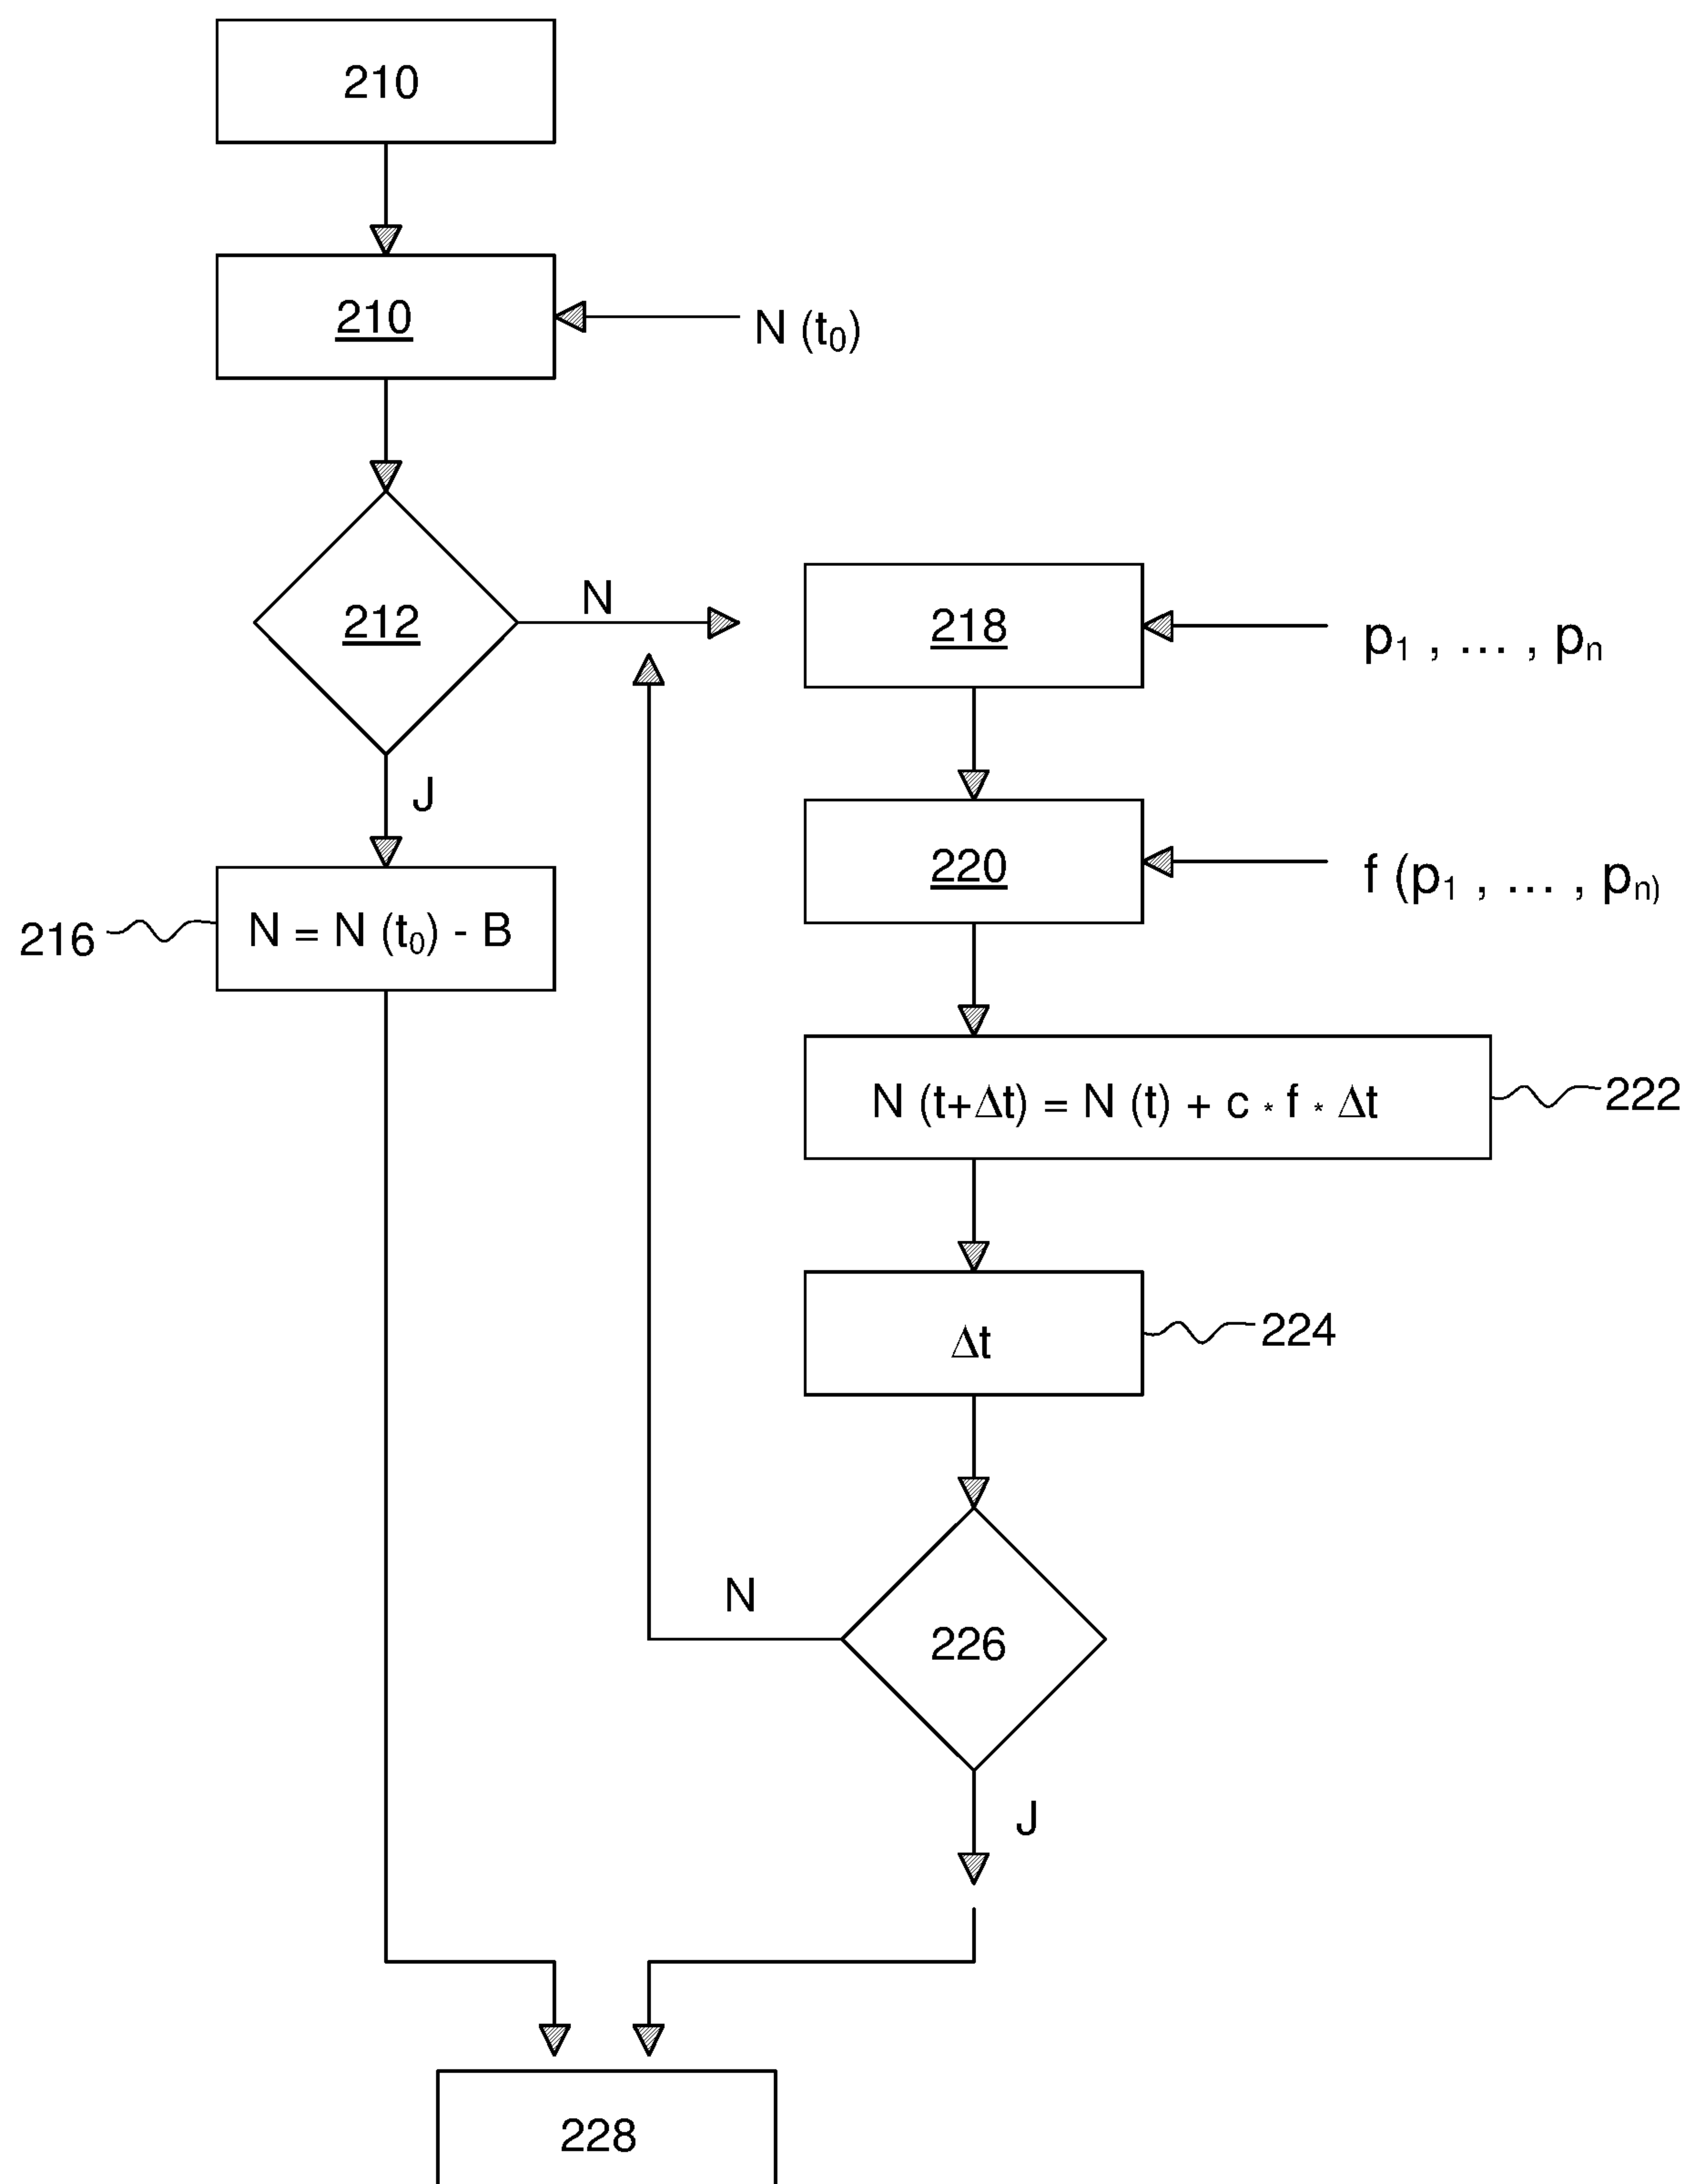 210
210
N (t₀)
212
N
J
218
p₁ , ... , pₙ
220
f (p₁ , ... , pₙ)
216
N = N (t₀) - B
N (t+Δt) = N (t) + c * f * Δt
222
Δt
224
N
226
J
228